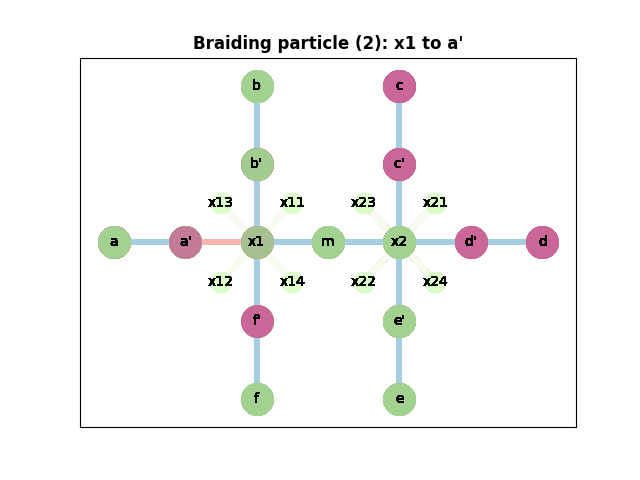 Braiding particle (2): x1 to a'
b
c
b'
c'
x13
x11
x23
x21
a
a'
x1
m
x2
d'
d
x12
x14
x22
x24
f'
e'
f
e